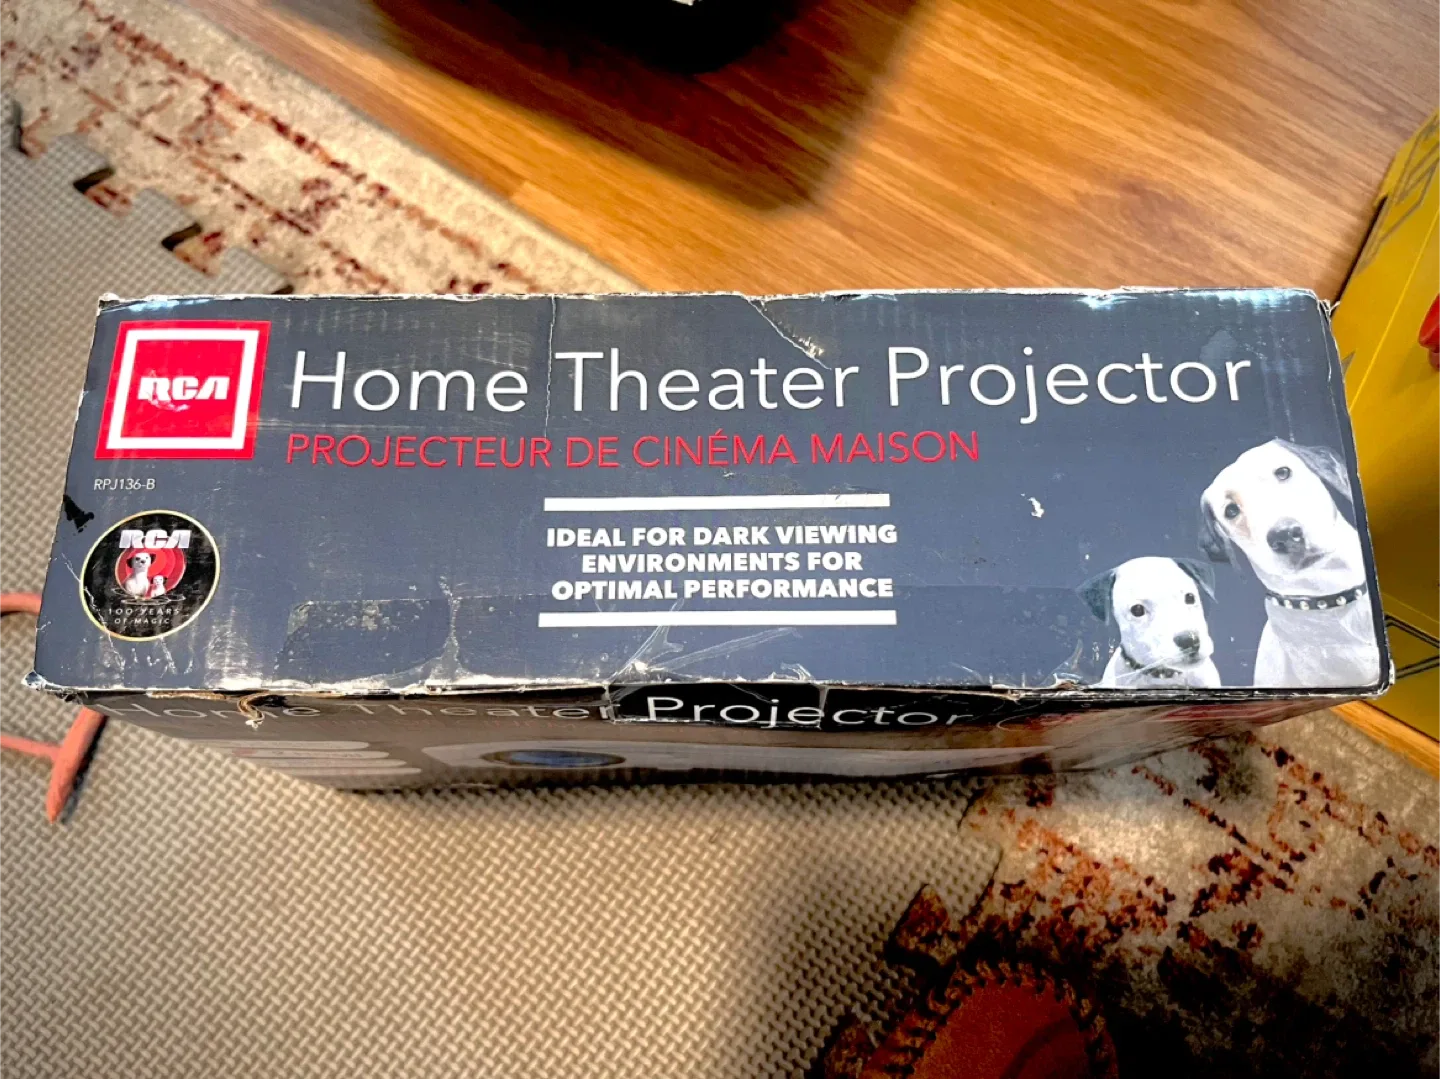 RCA
Home Theater Projector
PROJECTEUR DE CINÉMA MAISON
RPJ136-B
RCA
100 YEARS
OF MAGIC
IDEAL FOR DARK VIEWING
ENVIRONMENTS FOR
OPTIMAL PERFORMANCE
Home Theater Projector